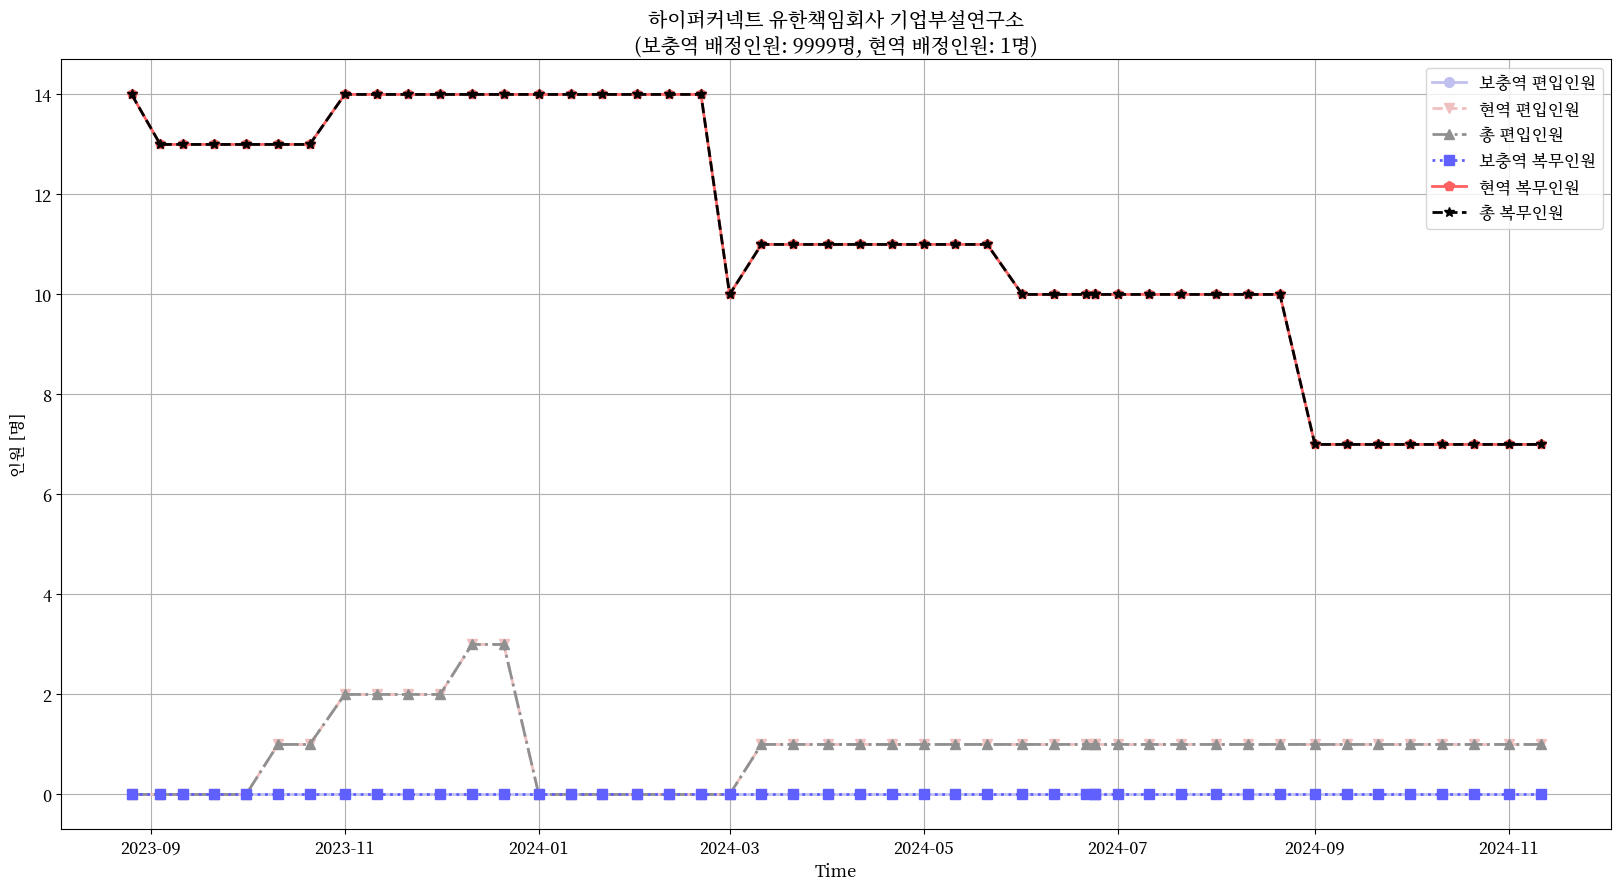 하이퍼커넥트 유한책임회사 기업부설연구소
(보충역 배정인원: 9999명, 현역 배정인원: 1명)
보충역 편입인원
현역 편입인원
총 편입인원
보충역 복무인원
현역 복무인원
총 복무인원
인원 [명]
14
12
10
8
6
4
2
0
2023-09
2023-11
2024-01
2024-03
2024-05
2024-07
2024-09
2024-11
Time